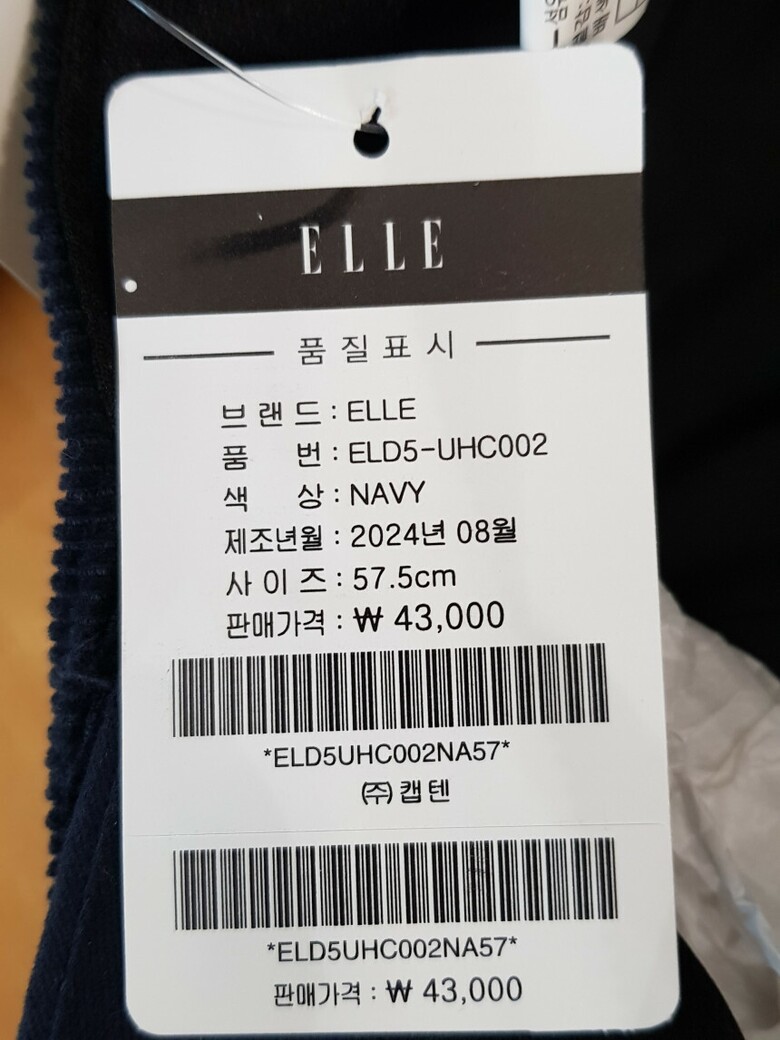 ELLE
품질표시
브랜드 : ELLE
품 번 : ELD5-UHC002
색 상 : NAVY
제조년월 : 2024년 08월
사이즈 : 57.5cm
판매가격 : ₩ 43,000
*ELD5UHC002NA57*
㈜캡텐
*ELD5UHC002NA57*
판매가격 : ₩ 43,000